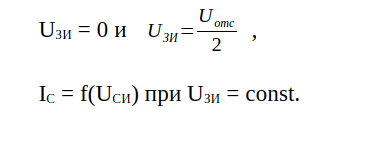 UЗИ = 0 и UЗИ = Uотс / 2 ,
IС = f(UСИ) при UЗИ = const.